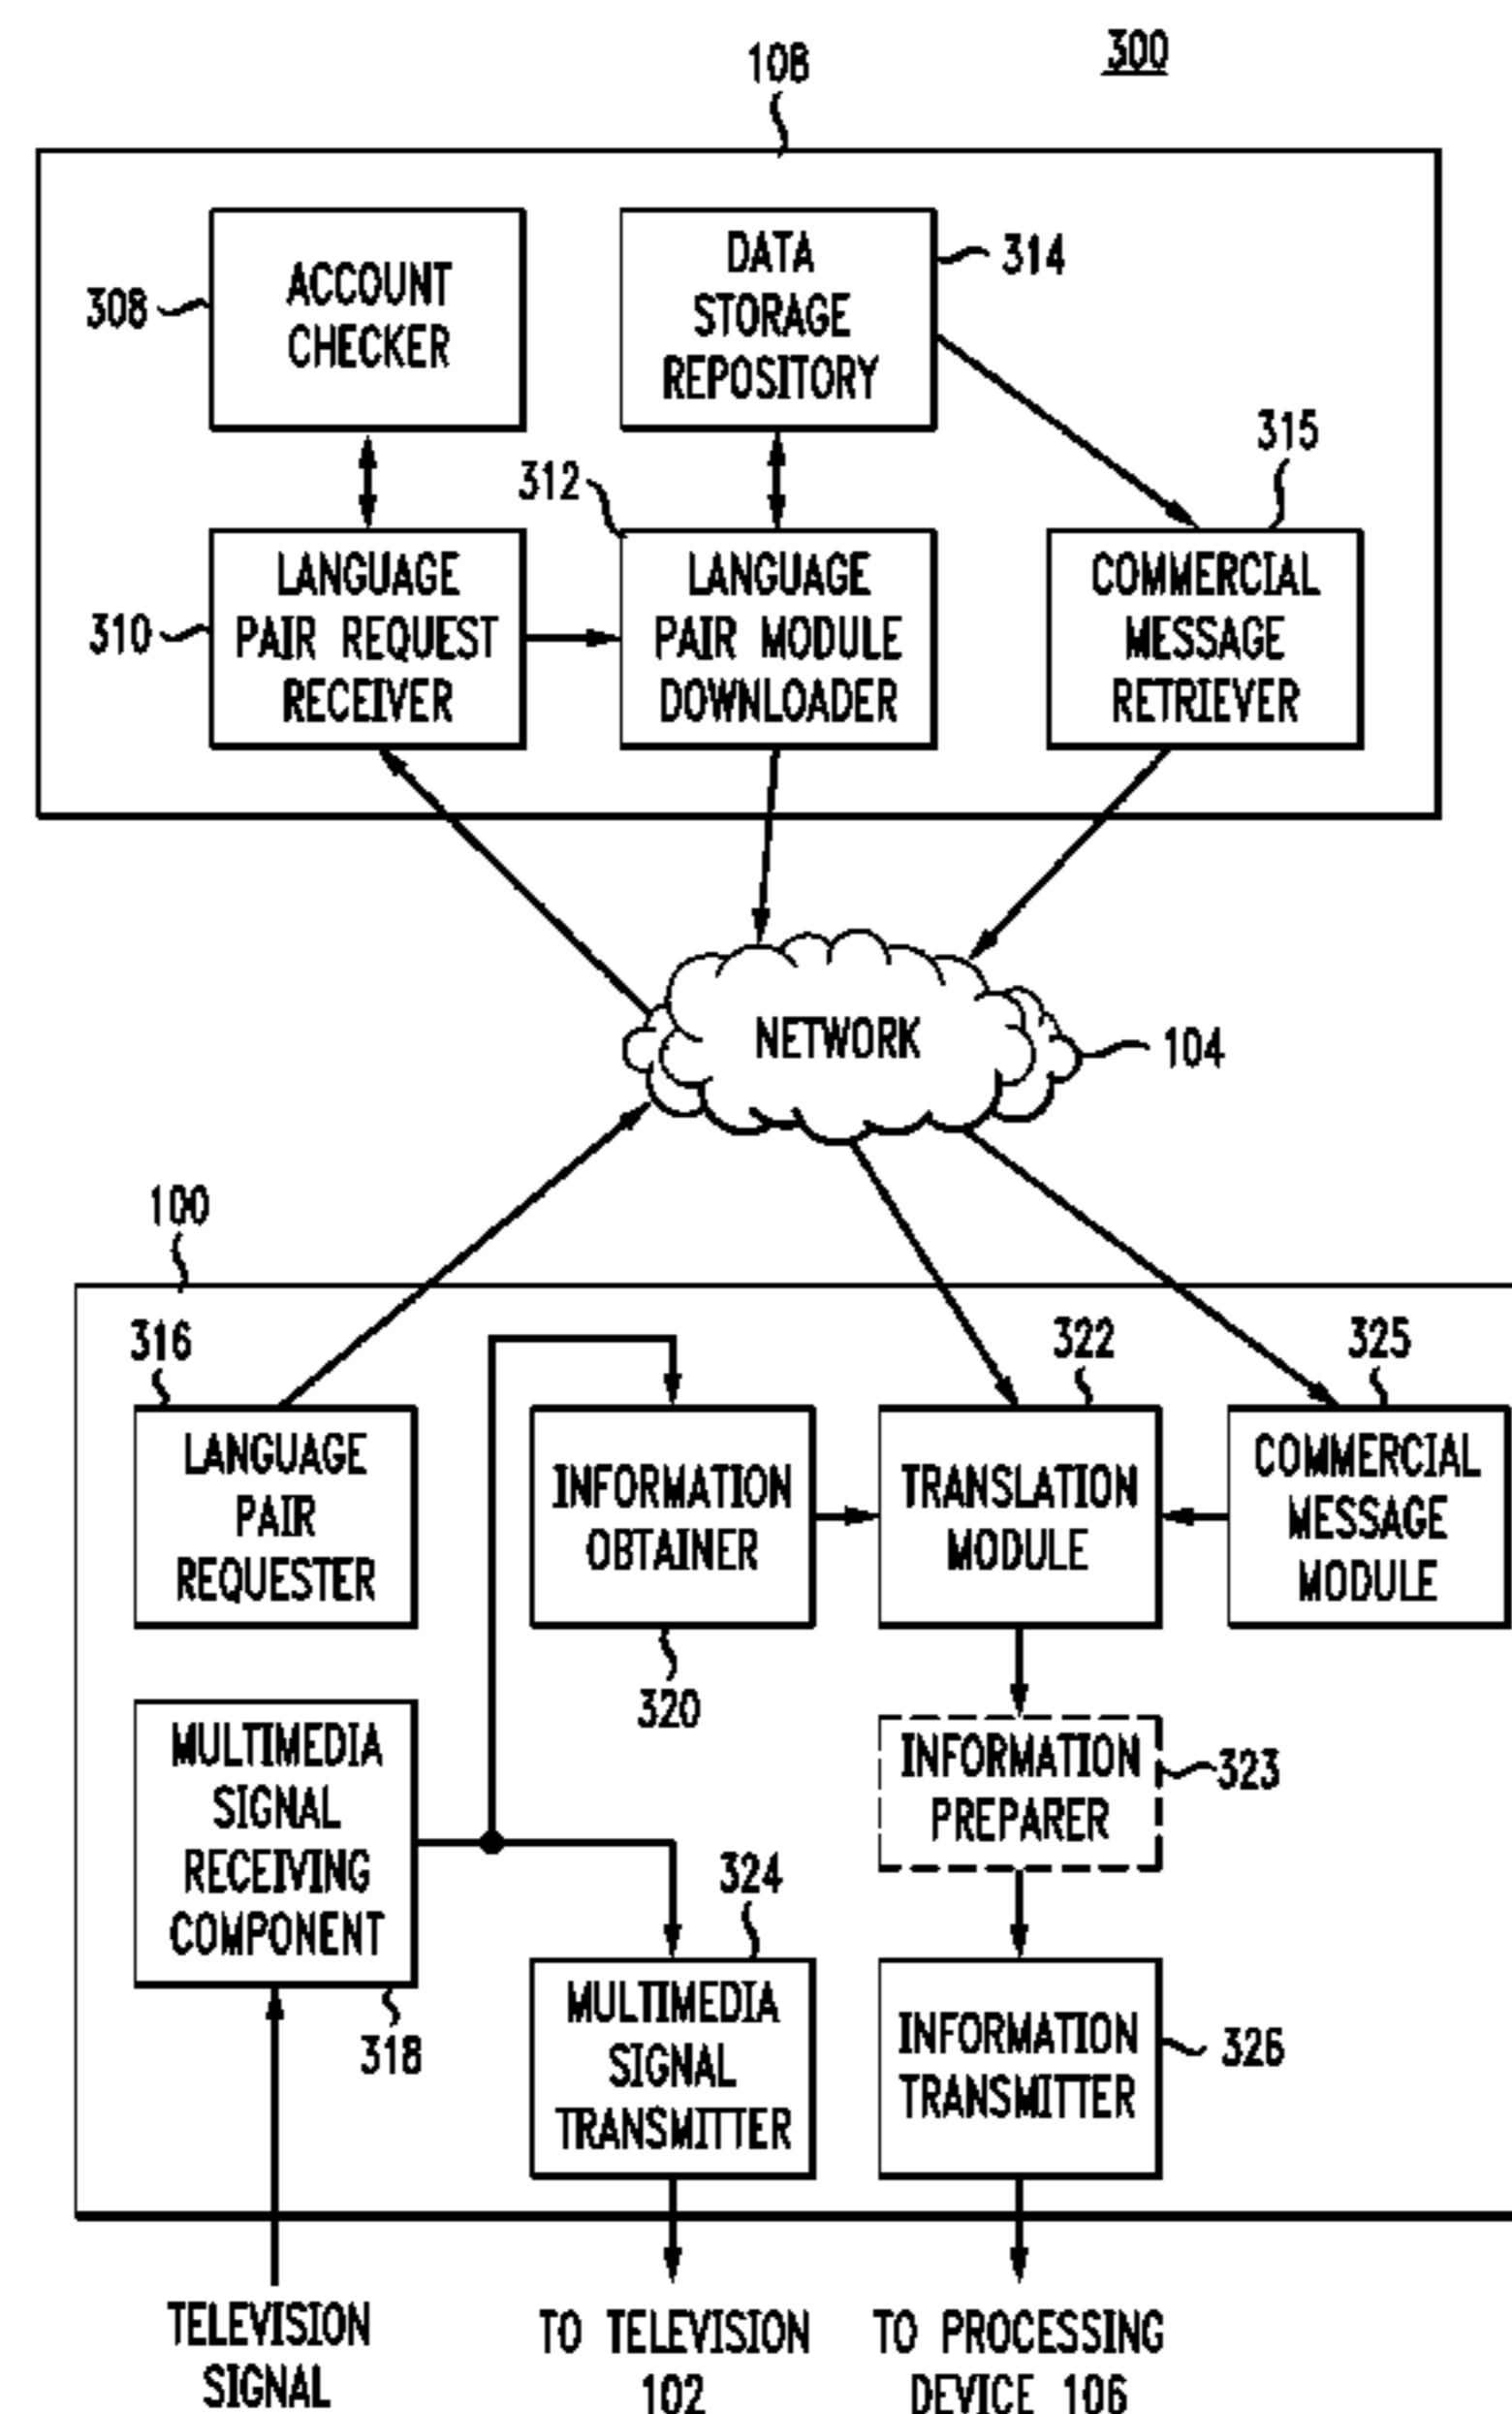 300
108
ACCOUNT
CHECKER
308
DATA
STORAGE
REPOSITORY
314
315
312
LANGUAGE
PAIR REQUEST
RECEIVER
310
LANGUAGE
PAIR MODULE
DOWNLOADER
COMMERCIAL
MESSAGE
RETRIEVER
NETWORK
104
100
316
322
325
LANGUAGE
PAIR
REQUESTER
INFORMATION
OBTAINER
320
TRANSLATION
MODULE
COMMERCIAL
MESSAGE
MODULE
MULTIMEDIA
SIGNAL
RECEIVING
COMPONENT
318
INFORMATION
PREPARER
323
324
MULTIMEDIA
SIGNAL
TRANSMITTER
INFORMATION
TRANSMITTER
326
TELEVISION
SIGNAL
TO TELEVISION
102
TO PROCESSING
DEVICE 106